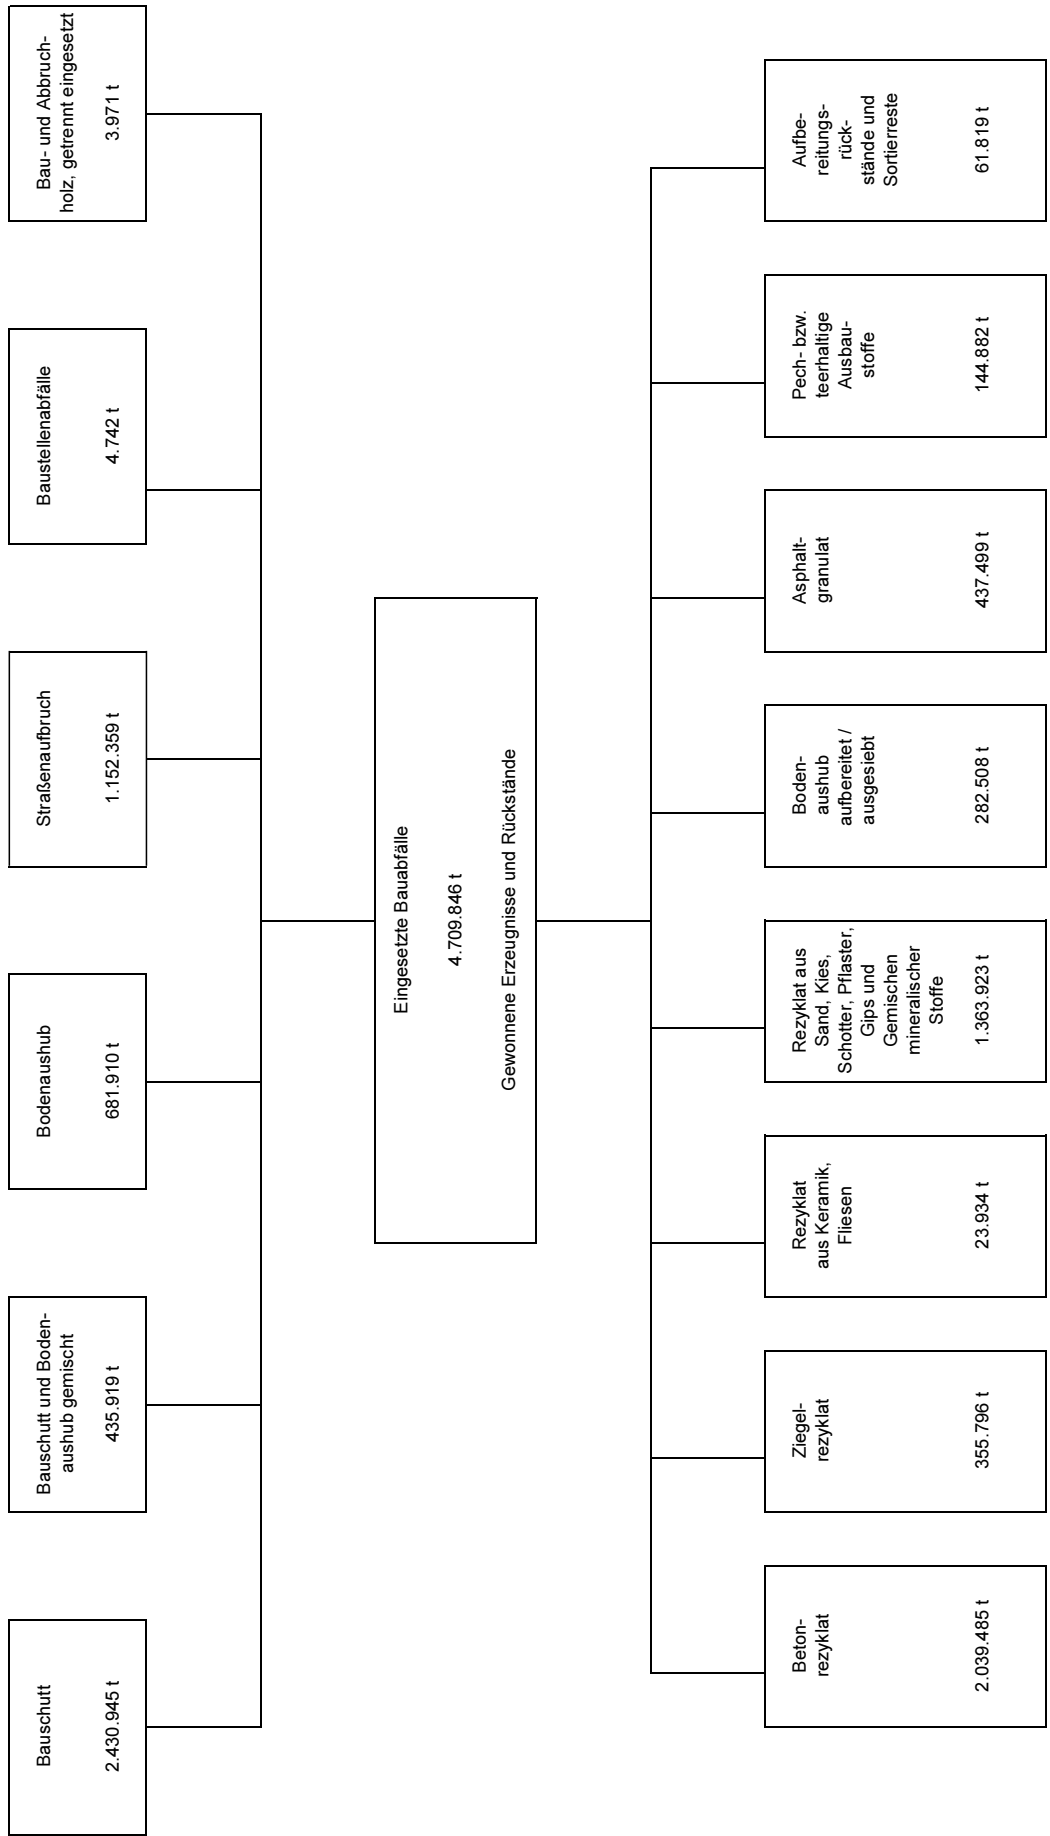 Bauschutt
2.430.945 t
Bauschutt und Boden-
aushub gemischt
435.919 t
Bodenaushub
681.910 t
Straßenaufbruch
1.152.359 t
Baustellenabfälle
4.742 t
Bau- und Abbruch-
holz, getrennt eingesetzt
3.971 t
Eingesetzte Bauabfälle
4.709.846 t
Gewonnene Erzeugnisse und Rückstände
Beton-
rezyklat
2.039.485 t
Ziegel-
rezyklat
355.796 t
Rezyklat
aus Keramik,
Fliesen
23.934 t
Rezyklat aus
Sand, Kies,
Schotter, Pflaster,
Gips und
Gemischen
mineralischer
Stoffe
1.363.923 t
Boden-
aushub
aufbereitet /
ausgesiebt
282.508 t
Asphalt-
granulat
437.499 t
Pech- bzw.
teerhaltige
Ausbau-
stoffe
144.882 t
Aufbe-
reitungs-
rück-
stände und
Sortierreste
61.819 t